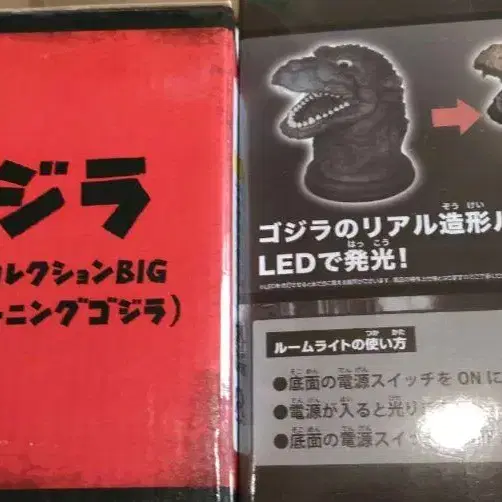 ジラ
コレクションBIG
ーニングゴジラ)
ゴジラのリアル造形ル
LEDで発光!
ルームライトの使い方
●底面の電源スイッチを ON に
●電源が入ると光り
●底面の電源スイッ